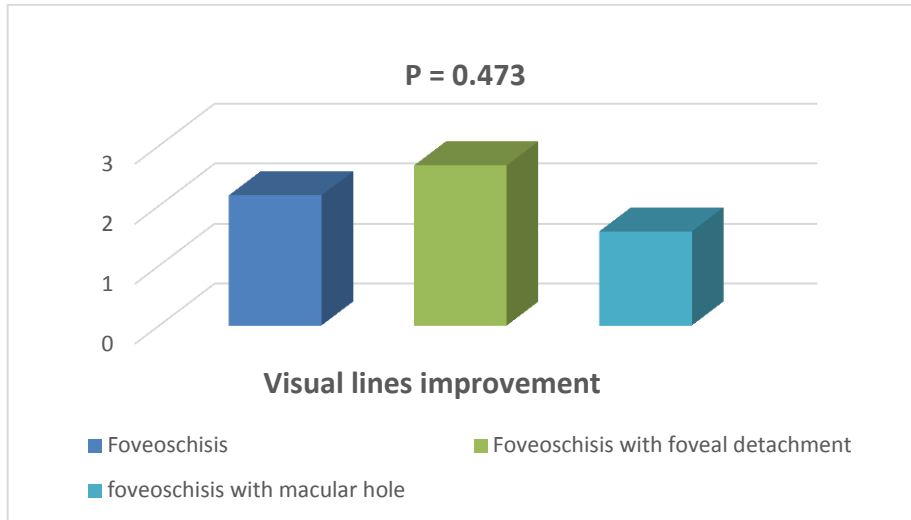 P = 0.473
3
2
1
0
Visual lines improvement
Foveoschisis
Foveoschisis with foveal detachment
foveoschisis with macular hole